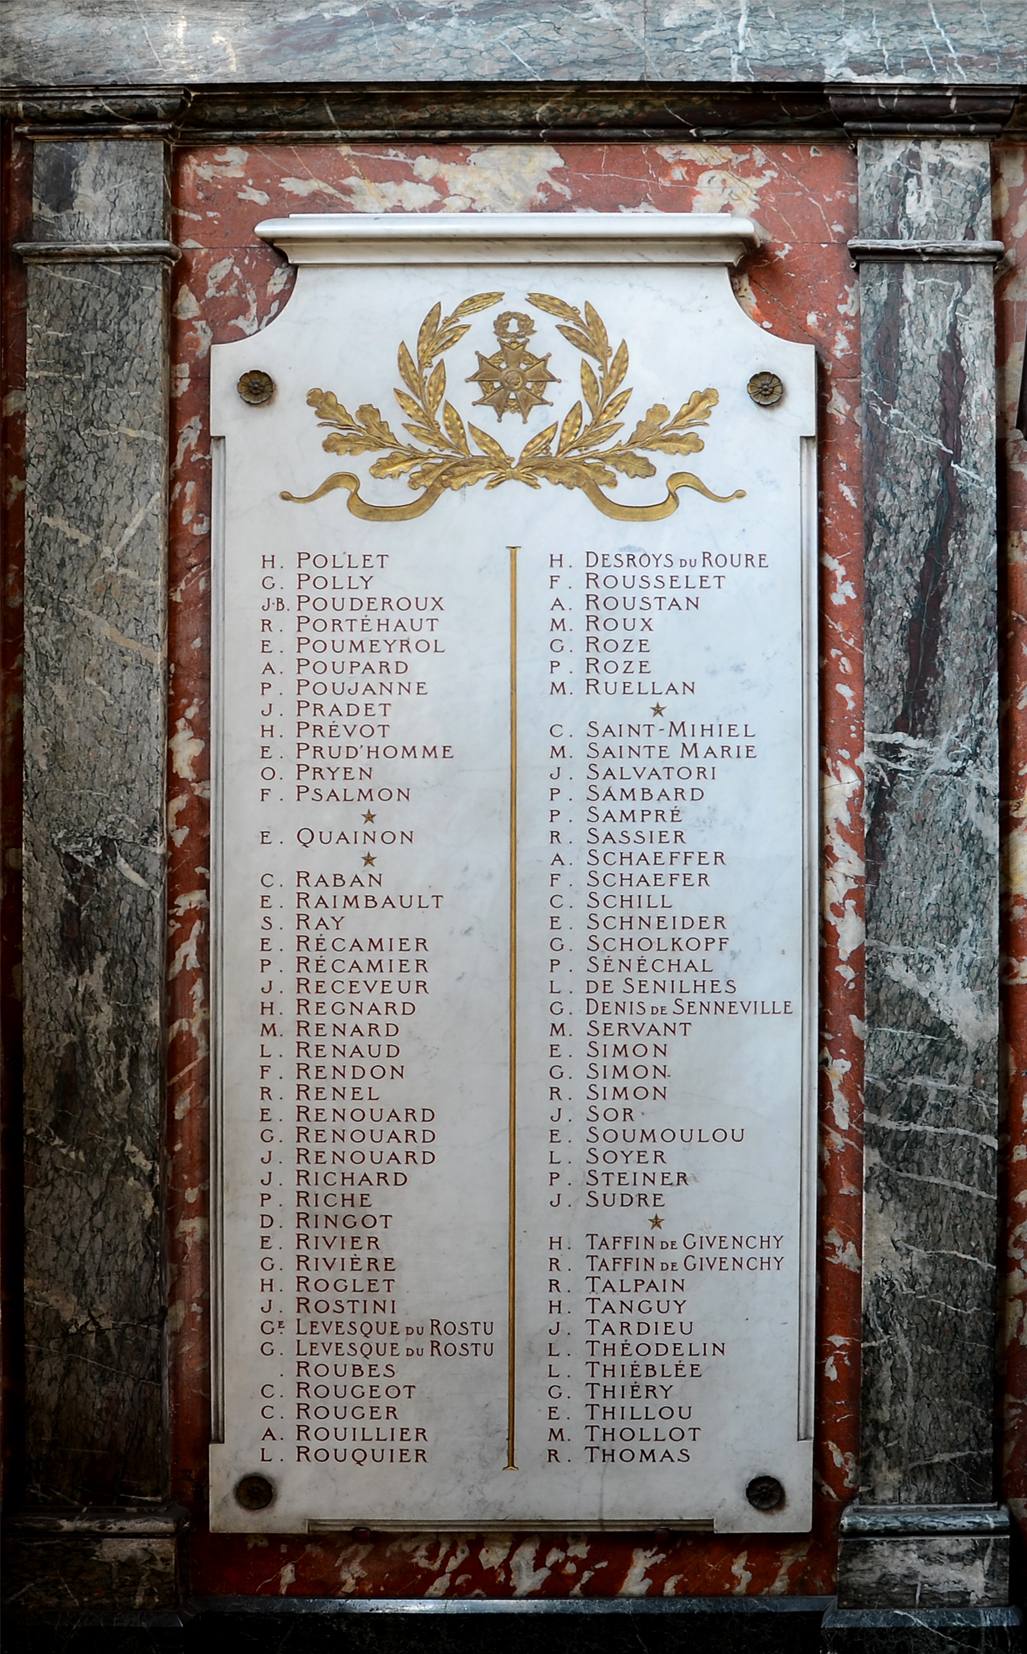 H. POLLET
G. POLLY
J.B. POUDEROUX
R. PORTÉHAUT
E. POUMEYROL
A. POUPARD
P. POUJANNE
J. PRADET
H. PRÉVOT
E. PRUD'HOMME
O. PRYEN
F. PSALMON
E. QUAINON
C. RABAN
E. RAIMBAULT
S. RAY
E. RÉCAMIER
P. RÉCAMIER
J. RECEVEUR
H. REGNARD
M. RENARD
L. RENAUD
F. RENDON
R. RENEL
E. RENOUARD
G. RENOUARD
J. RENOUARD
J. RICHARD
P. RICHE
D. RINGOT
E. RIVIER
G. RIVIÈRE
H. ROGLET
J. ROSTINI
GE. LEVESQUE DU ROSTU
G. LEVESQUE DU ROSTU
. ROUBES
C. ROUGEOT
C. ROUGER
A. ROUILLIER
L. ROUQUIER
H. DESROYS DU ROURE
F. ROUSSELET
A. ROUSTAN
M. ROUX
G. ROZE
P. ROZE
M. RUELLAN
C. SAINT-MIHIEL
M. SAINTE MARIE
J. SALVATORI
P. SAMBARD
P. SAMPRÉ
R. SASSIER
A. SCHAEFFER
F. SCHAEFER
C. SCHILL
E. SCHNEIDER
G. SCHOLKOPF
P. SÉNÉCHAL
L. DE SENILHES
G. DENIS DE SENNEVILLE
M. SERVANT
E. SIMON
G. SIMON
R. SIMON
J. SOR
E. SOUMOULOU
L. SOYER
P. STEINER
J. SUDRE
H. TAFFIN DE GIVENCHY
R. TAFFIN DE GIVENCHY
R. TALPAIN
H. TANGUY
J. TARDIEU
L. THÉODELIN
L. THIÉBLÉE
G. THIÉRY
E. THILLOU
M. THOLLOT
R. THOMAS